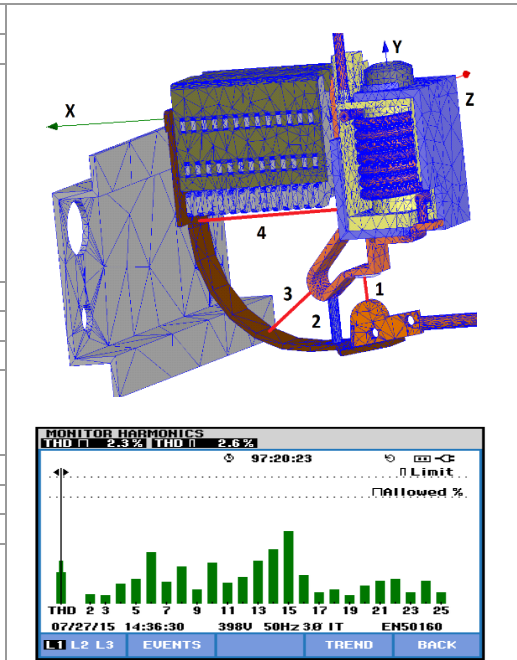 Y
X
Z
4
3
1
2
MONITOR HARMONICS
THD 2.3% THD 2.6%
97:20:23
Limit
Allowed %
THD 2 3 5 7 9 11 13 15 17 19 21 23 25
07/27/15 14:36:30 398V 50Hz 3.0 IT EN50160
L1 L2 L3 EVENTS TREND BACK